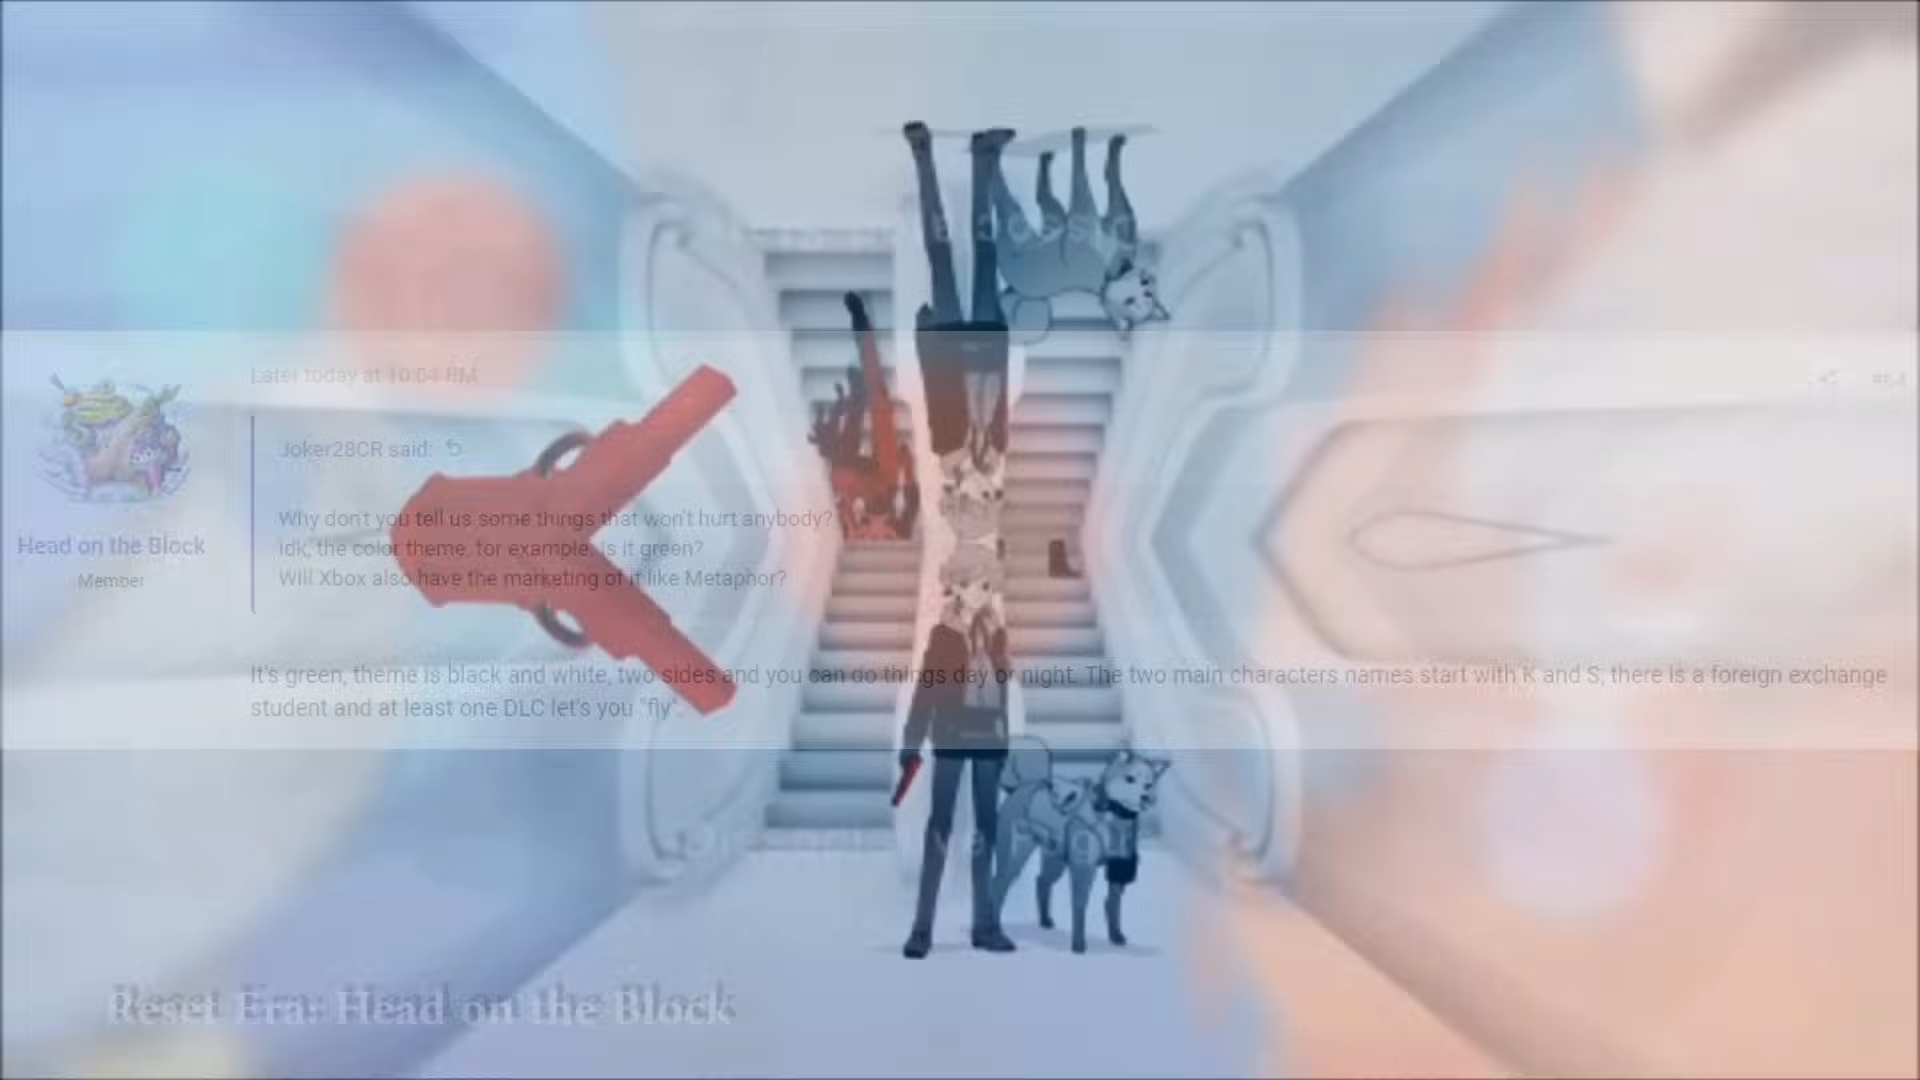 Later today at 10:04 PM
Joker28CR said:
Why don't you tell us some things that won't hurt anybody?
Idk, the color theme, for example. Is it green?
Head on the Block
Will Xbox also have the marketing of it like Metaphor?
Member
It's green, theme is black and white, two sides and you can do things day or night. The two main characters names start with K and S, there is a foreign exchange
student and at least one DLC let's you "fly".
Reset Era: Head on the Block